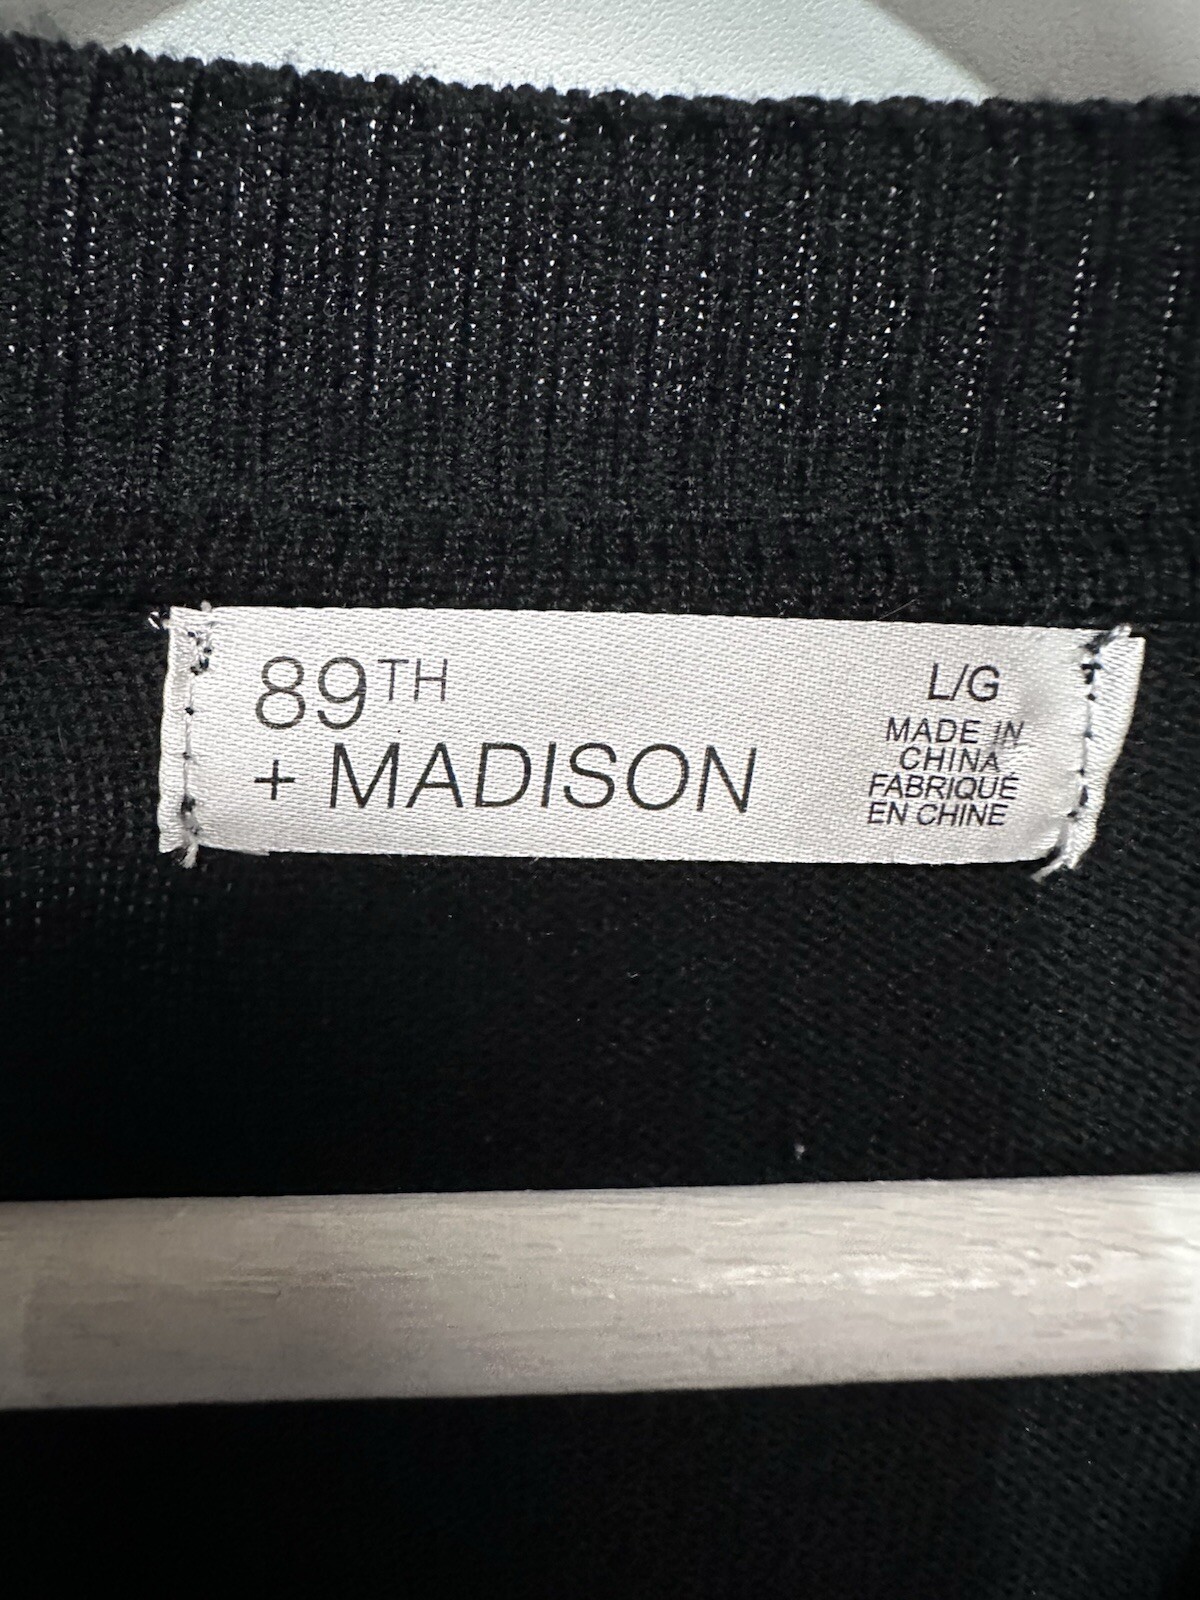 89TH
+ MADISON
L/G
MADE IN
CHINA
FABRIQUÉ
EN CHINE